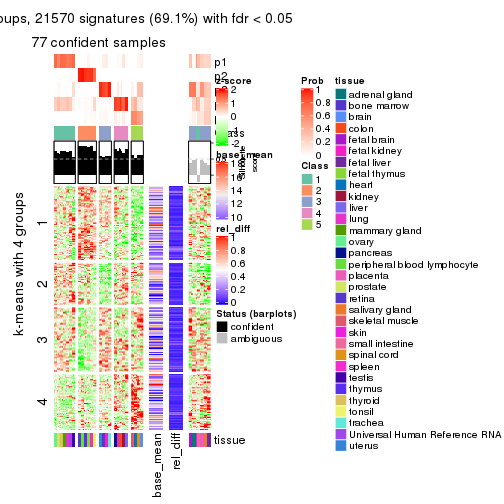 oups, 21570 signatures (69.1%) with fdr < 0.05
77 confident samples
p1
p2
z-score
2
1
0
-1
-2
base_mean
16
14
12
10
rel_diff
1
0.8
0.6
0.4
0.2
0
Status (barplots)
confident
ambiguous
Prob
1
0.8
0.6
0.4
0.2
0
Class
1
2
3
4
5
tissue
adrenal gland
bone marrow
brain
colon
fetal brain
fetal kidney
fetal liver
fetal thymus
heart
kidney
liver
lung
mammary gland
ovary
pancreas
peripheral blood lymphocyte
placenta
prostate
retina
salivary gland
skeletal muscle
skin
small intestine
spinal cord
spleen
testis
thymus
thyroid
tonsil
trachea
Universal Human Reference RNA
uterus
k-means with 4 groups
1
2
3
4
tissue
base_mean
rel_diff